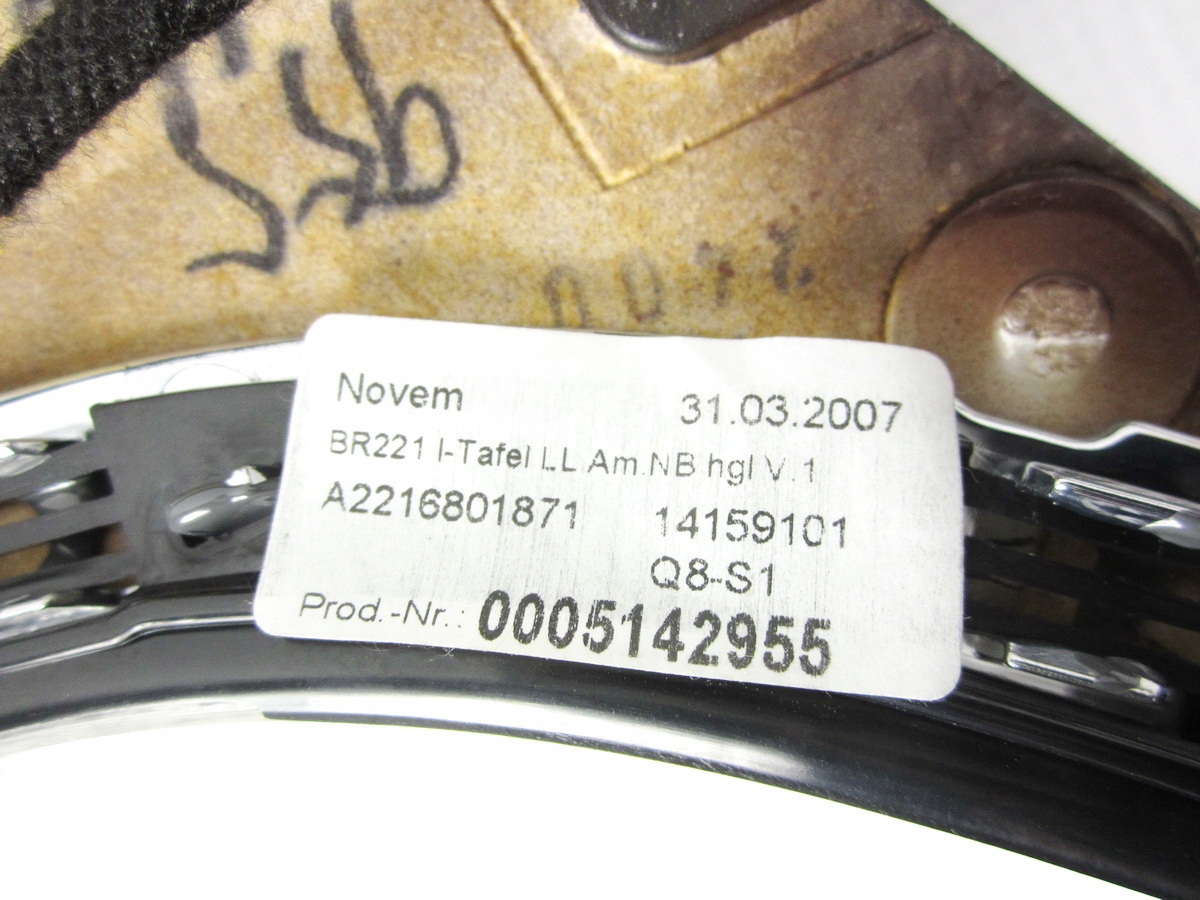 Novem 31.03.2007
BR221 I-Tafel LL Am.NB hgl V.1
A2216801871 14159101
Q8-S1
Prod.-Nr.: 0005142955